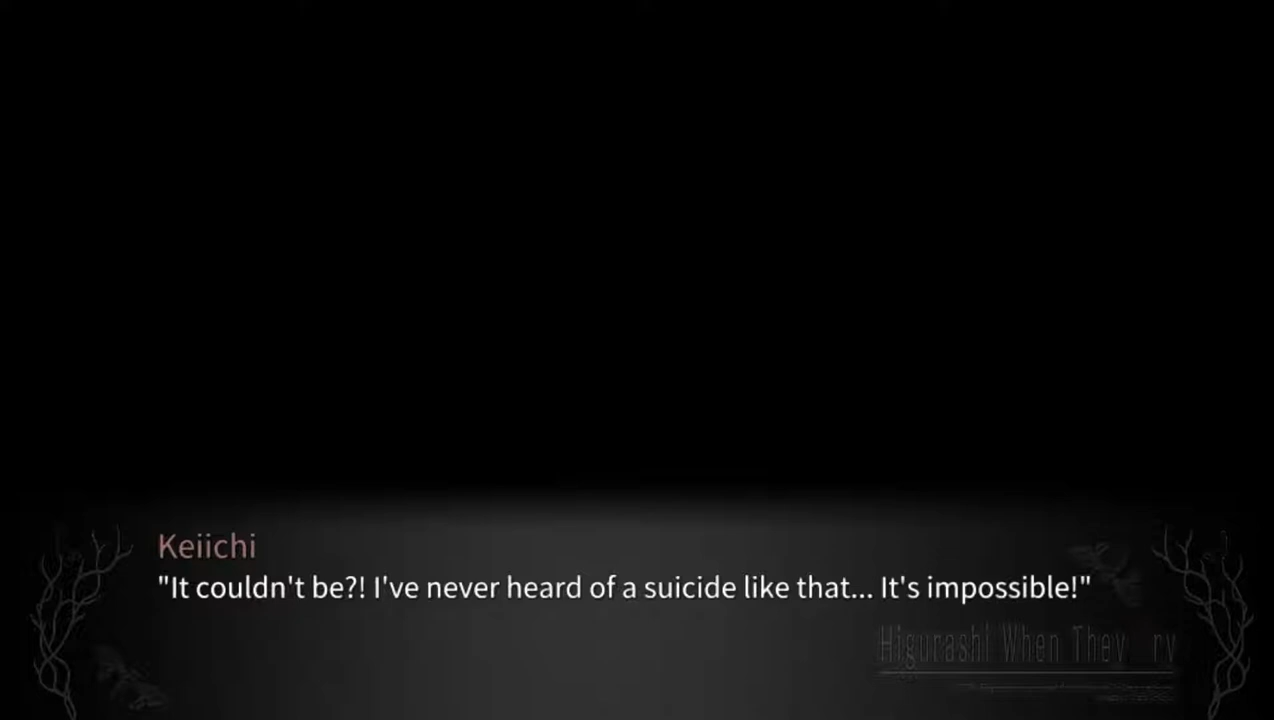 Keiichi
"It couldn't be?! I've never heard of a suicide like that... It's impossible!"
Higurashi When They